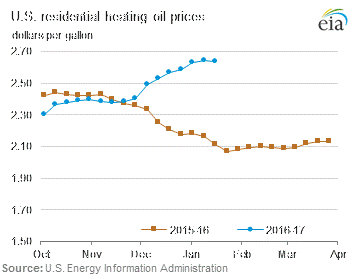 U.S. residential heating oil prices
dollars per gallon
eia
2.70
2.50
2.30
2.10
1.90
1.70
1.50
Oct Nov Dec Jan Feb Mar Apr
2015-16 2016-17
Source: U.S. Energy Information Administration